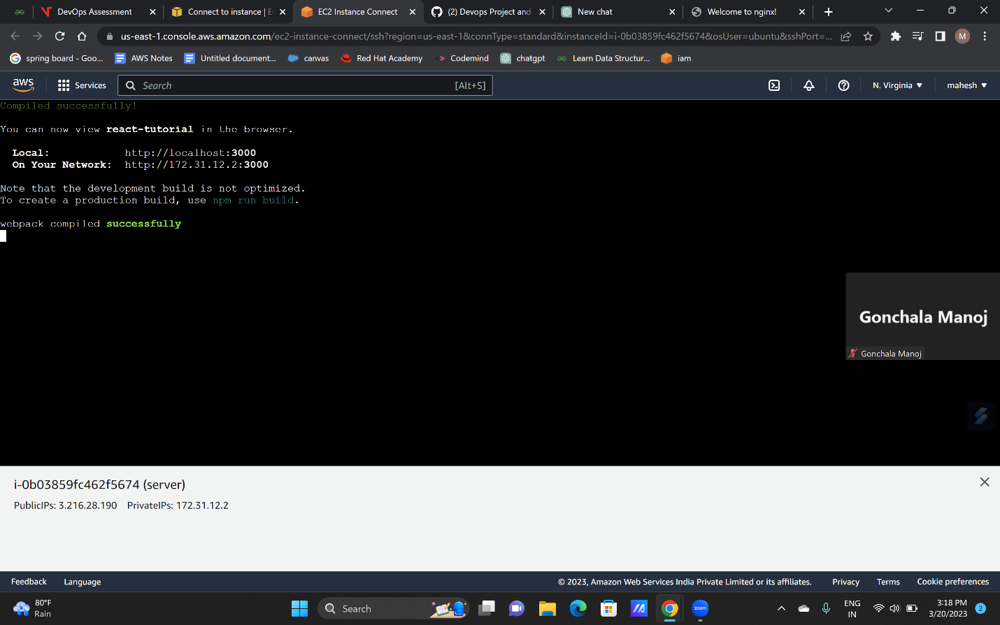 DevOps Assessment
Connect to instance | E
EC2 Instance Connect
(2) Devops Project and
New chat
Welcome to nginx!
us-east-1.console.aws.amazon.com/ec2-instance-connect/ssh?region=us-east-1&connType=standard&instanceId=i-0b03859fc462f5674&osUser=ubuntu&sshPort=...
M
spring board - Goo...
AWS Notes
Untitled document...
canvas
Red Hat Academy
Codemind
chatgpt
Learn Data Structur...
iam
aws
Services
Search
[Alt+S]
N. Virginia
mahesh
Compiled successfully!
You can now view react-tutorial in the browser.
Local: http://localhost:3000
On Your Network: http://172.31.12.2:3000
Note that the development build is not optimized.
To create a production build, use npm run build.
webpack compiled successfully
Gonchala Manoj
Gonchala Manoj
i-0b03859fc462f5674 (server)
PublicIPs: 3.216.28.190 PrivateIPs: 172.31.12.2
Feedback
Language
© 2023, Amazon Web Services India Private Limited or its affiliates.
Privacy
Terms
Cookie preferences
80°F
Rain
Search
zoom
ENG
IN
3:18 PM
3/20/2023
2